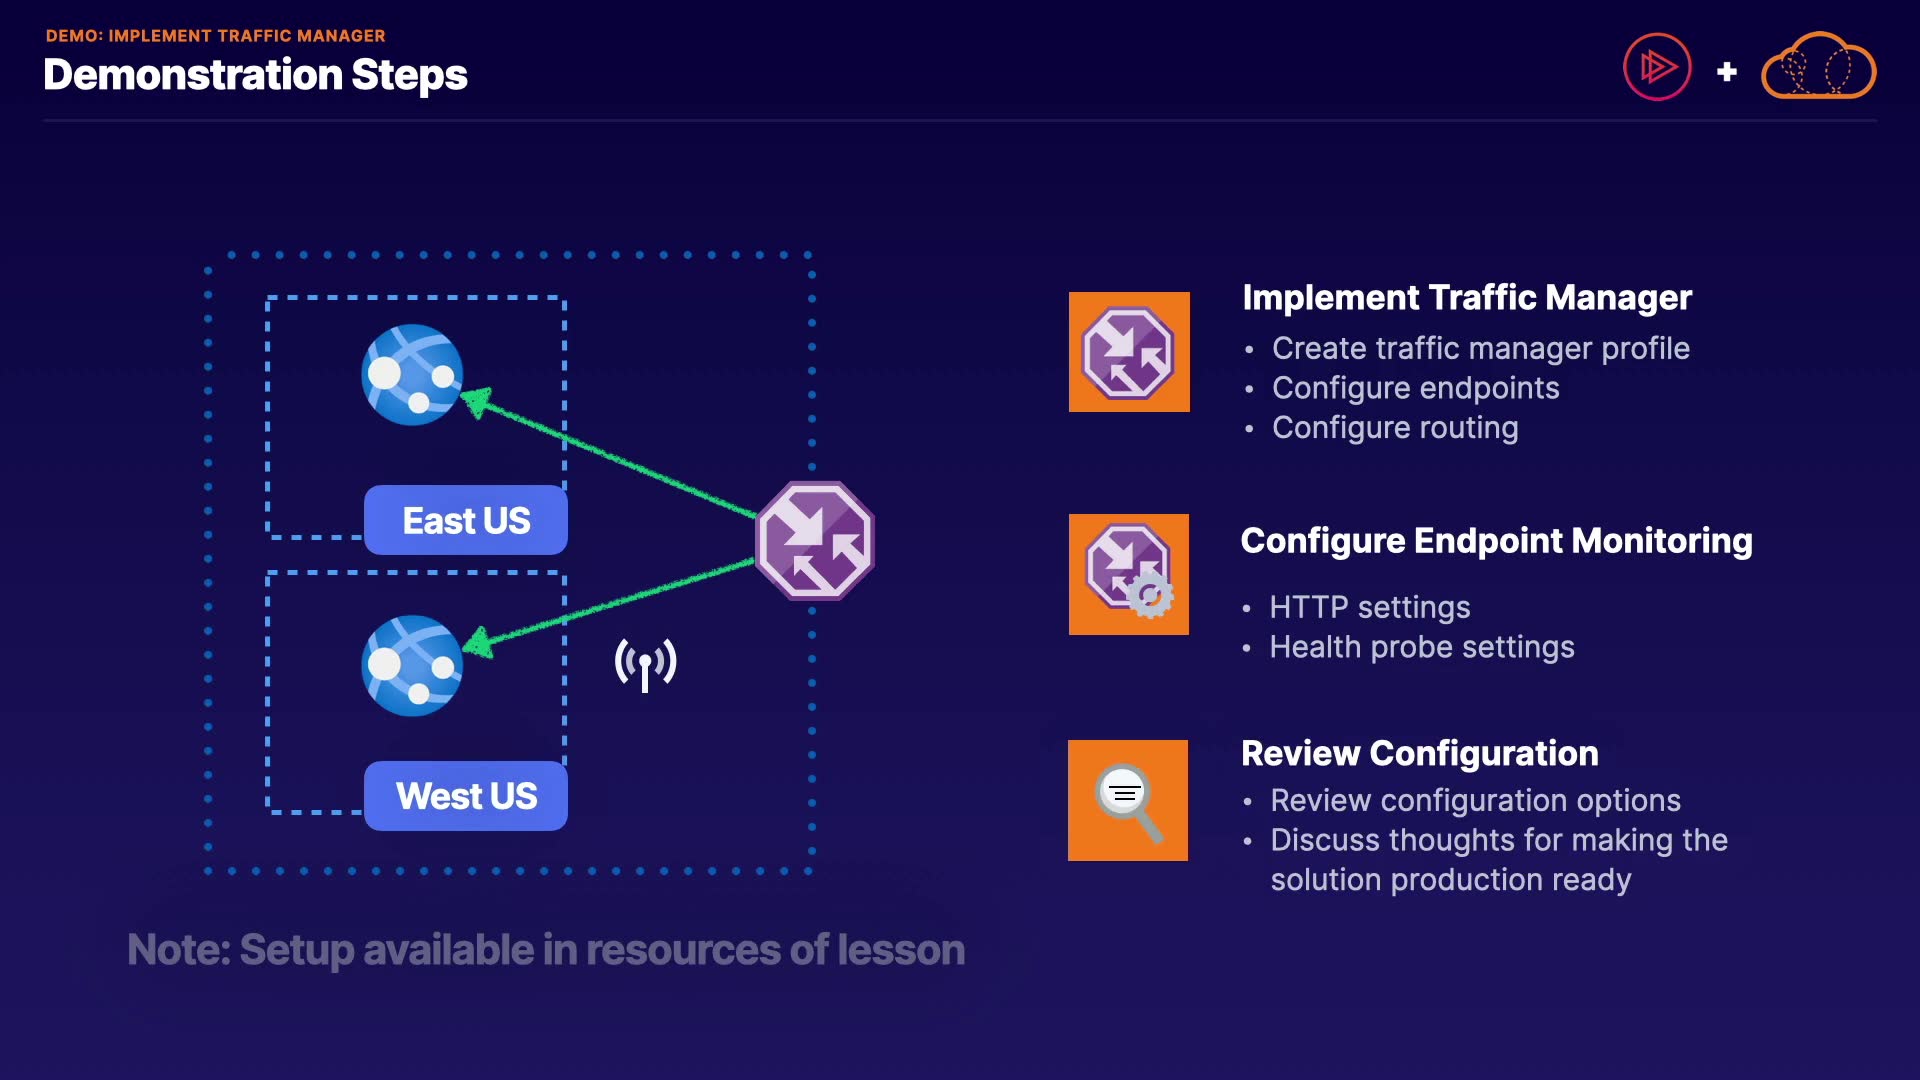 DEMO: IMPLEMENT TRAFFIC MANAGER
Demonstration Steps
East US
West US
Note: Setup available in resources of lesson
Implement Traffic Manager
• Create traffic manager profile
• Configure endpoints
• Configure routing
Configure Endpoint Monitoring
• HTTP settings
• Health probe settings
Review Configuration
• Review configuration options
• Discuss thoughts for making the
solution production ready